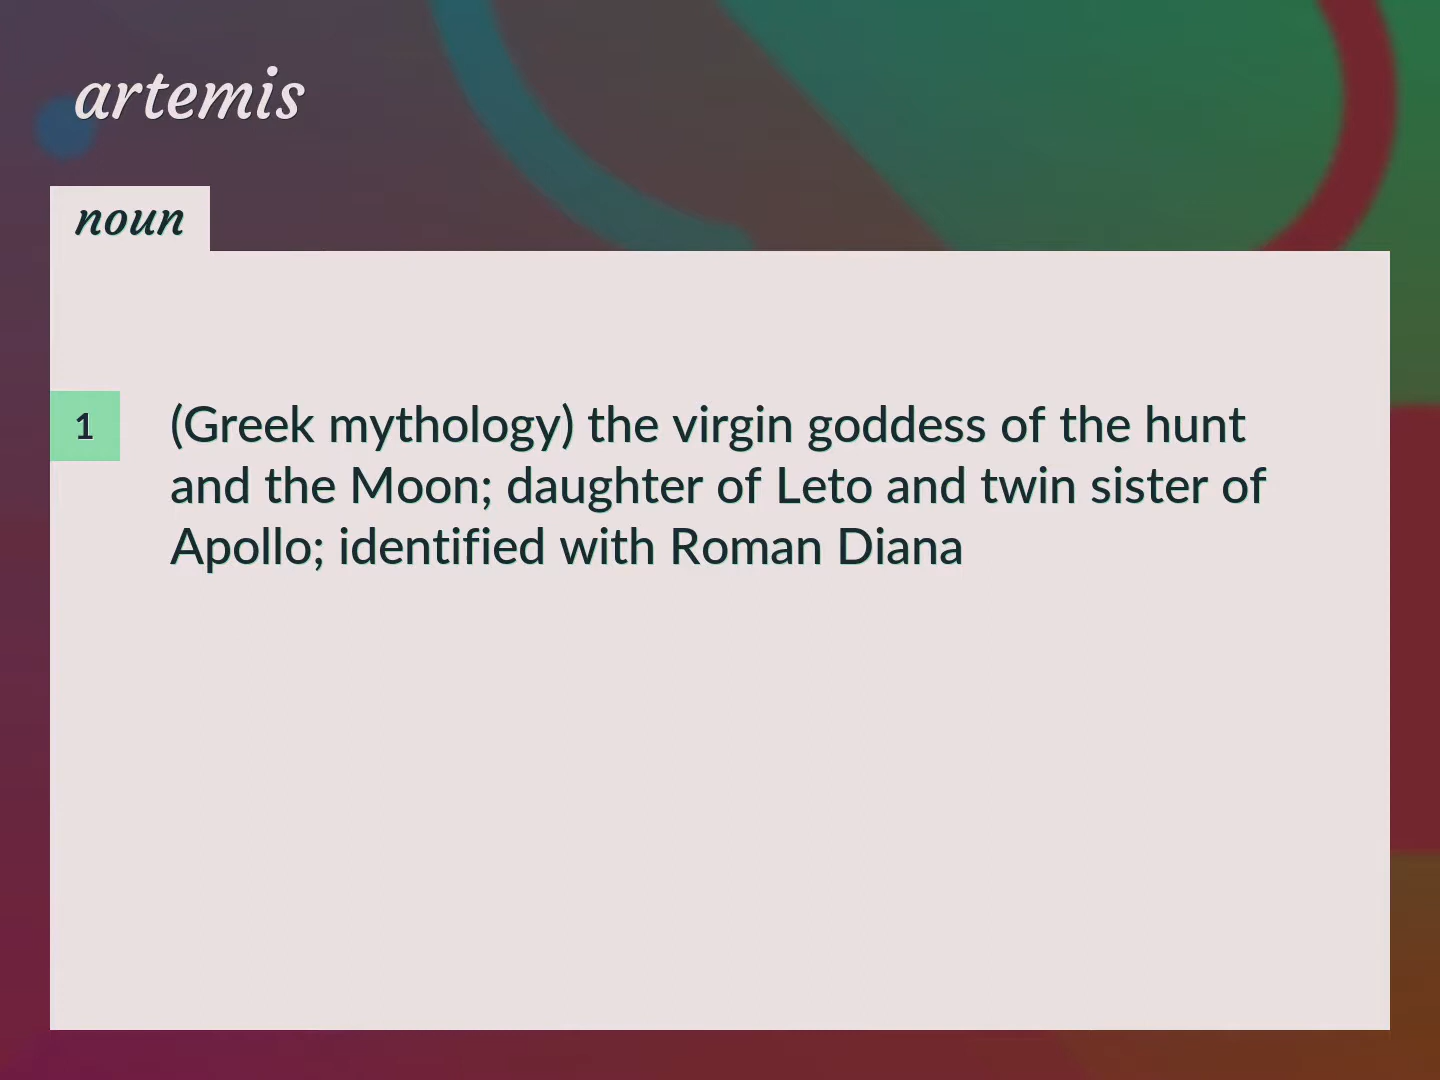 artemis
noun
1
(Greek mythology) the virgin goddess of the hunt
and the Moon; daughter of Leto and twin sister of
Apollo; identified with Roman Diana